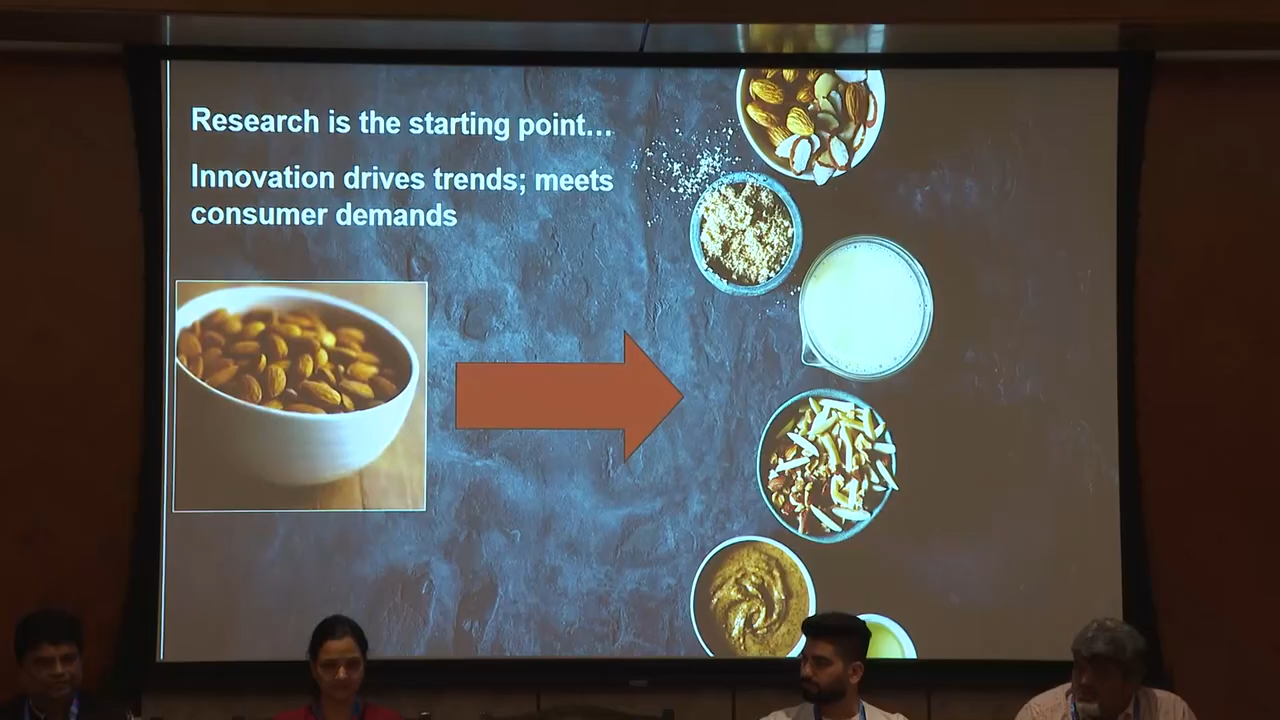 Research is the starting point...
Innovation drives trends; meets
consumer demands